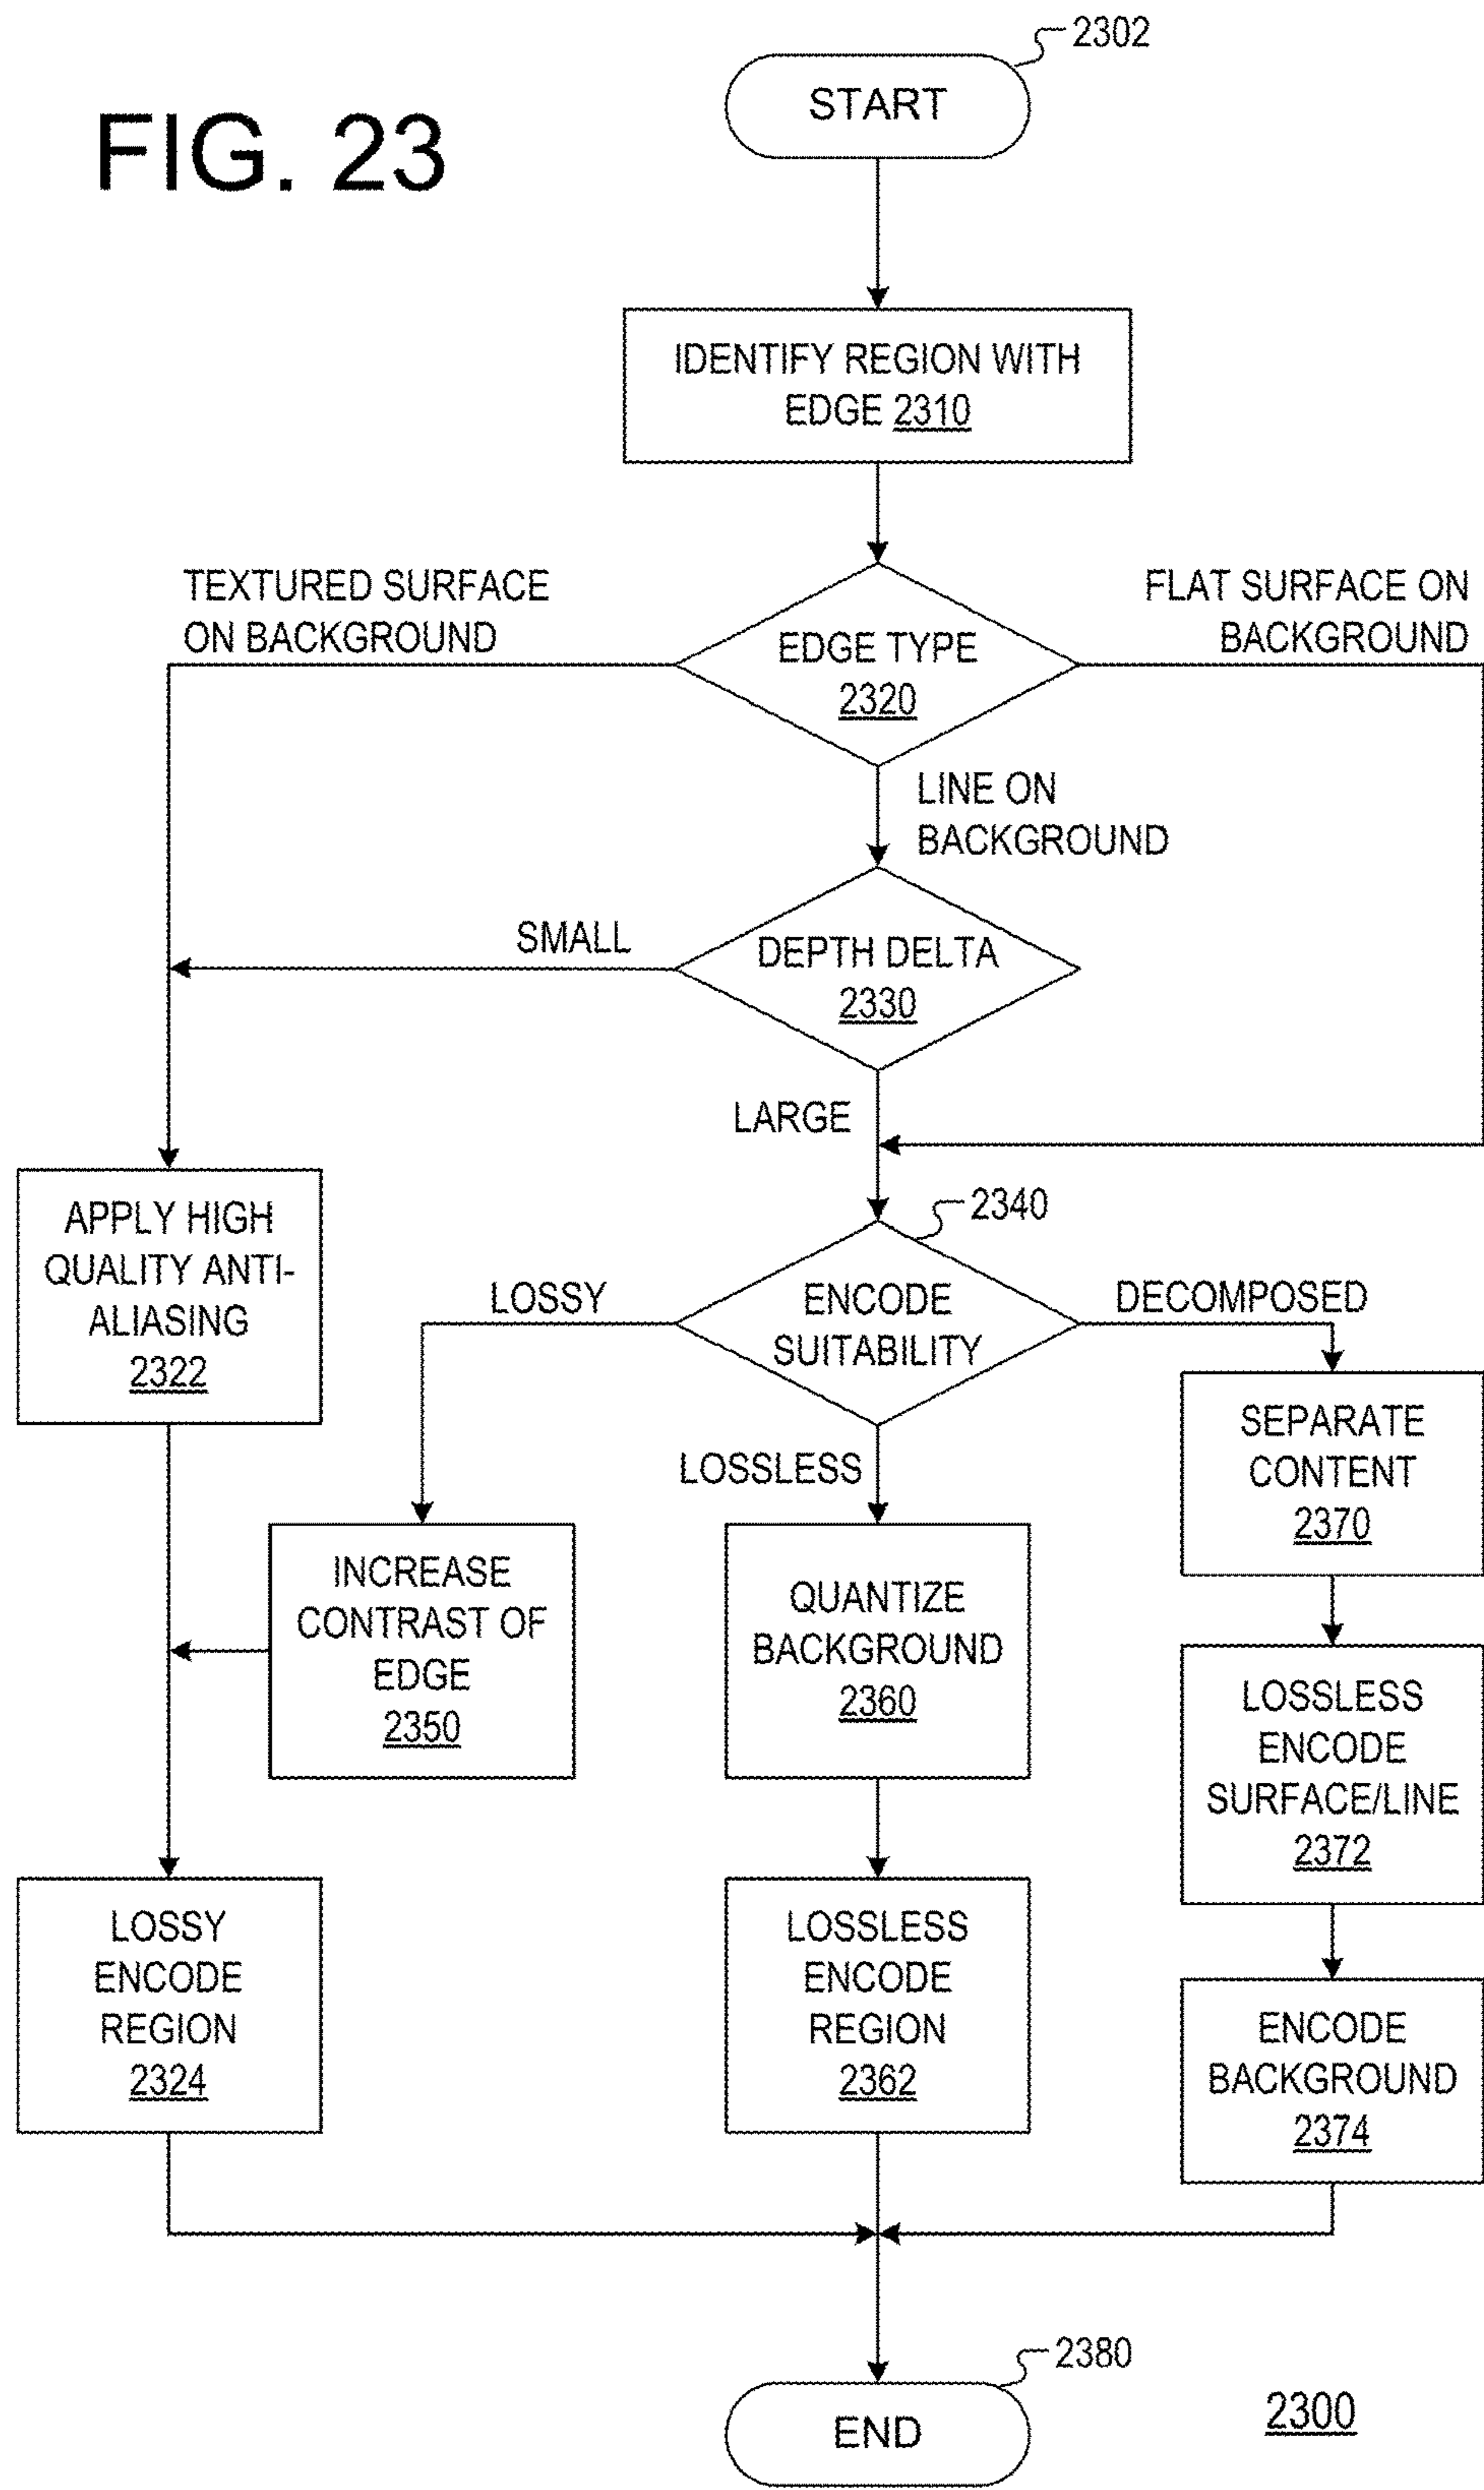 FIG. 23
2302
START
IDENTIFY REGION WITH
EDGE 2310
TEXTURED SURFACE
ON BACKGROUND
FLAT SURFACE ON
BACKGROUND
EDGE TYPE
2320
LINE ON
BACKGROUND
SMALL
DEPTH DELTA
2330
LARGE
APPLY HIGH
QUALITY ANTI-
ALIASING
2322
2340
LOSSY
ENCODE
SUITABILITY
DECOMPOSED
LOSSLESS
SEPARATE
CONTENT
2370
INCREASE
CONTRAST OF
EDGE
2350
QUANTIZE
BACKGROUND
2360
LOSSLESS
ENCODE
SURFACE/LINE
2372
LOSSY
ENCODE
REGION
2324
LOSSLESS
ENCODE
REGION
2362
ENCODE
BACKGROUND
2374
2380
END
2300